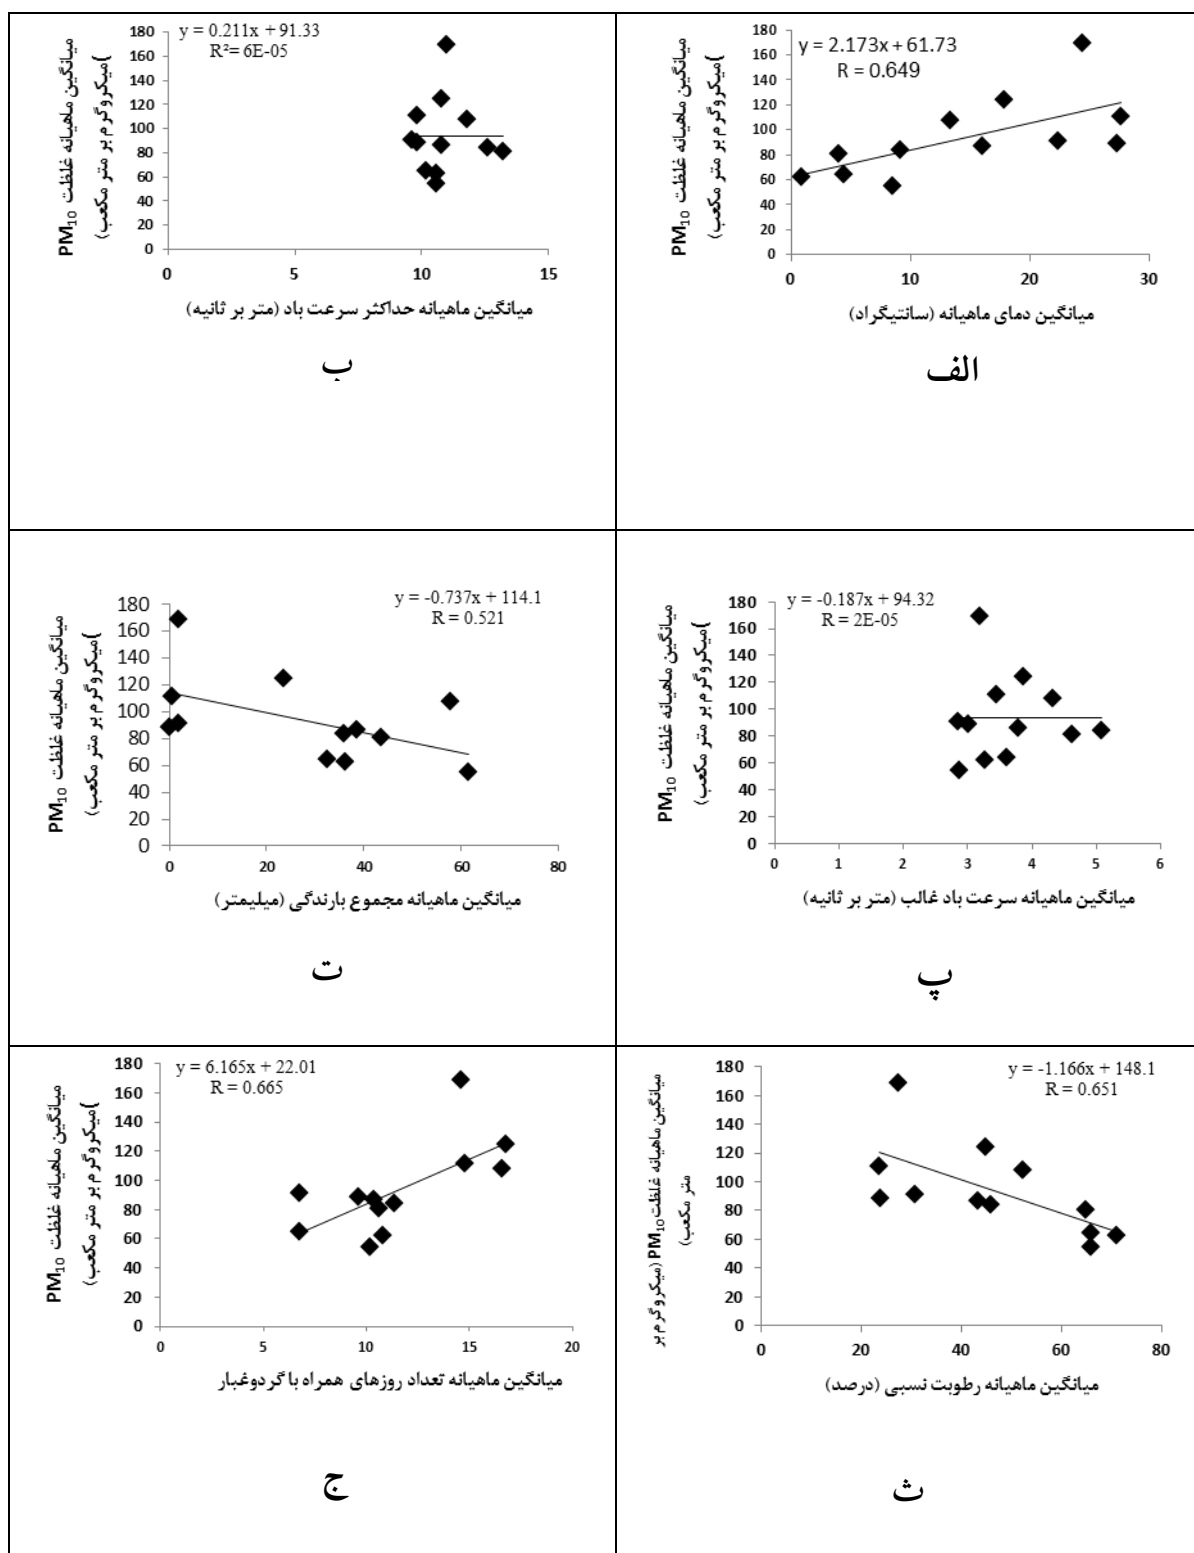 y = 2.173x + 61.73
R = 0.649
میانگین ماهیانه غلظت PM₁₀
(میکروگرم بر متر مکعب)
180
160
140
120
100
80
60
40
20
0
0 10 20 30
میانگین دمای ماهیانه (سانتیگراد)
الف
y = 0.211x + 91.33
R²= 6E-05
میانگین ماهیانه غلظت PM₁₀
(میکروگرم بر متر مکعب)
180
160
140
120
100
80
60
40
20
0
0 5 10 15
میانگین ماهیانه حداکثر سرعت باد (متر بر ثانیه)
ب
y = -0.187x + 94.32
R = 2E-05
میانگین ماهیانه غلظت PM₁₀
(میکروگرم بر متر مکعب)
180
160
140
120
100
80
60
40
20
0
0 1 2 3 4 5 6
میانگین ماهیانه سرعت باد غالب (متر بر ثانیه)
پ
y = -0.737x + 114.1
R = 0.521
میانگین ماهیانه غلظت PM₁₀
(میکروگرم بر متر مکعب)
180
160
140
120
100
80
60
40
20
0
0 20 40 60 80
میانگین ماهیانه مجموع بارندگی (میلیمتر)
ت
y = -1.166x + 148.1
R = 0.651
میانگین ماهیانه غلظت PM₁₀ (میکروگرم بر
متر مکعب)
180
160
140
120
100
80
60
40
20
0
0 20 40 60 80
میانگین ماهیانه رطوبت نسبی (درصد)
ث
y = 6.165x + 22.01
R = 0.665
میانگین ماهیانه غلظت PM₁₀
(میکروگرم بر متر مکعب)
180
160
140
120
100
80
60
40
20
0
0 5 10 15 20
میانگین ماهیانه تعداد روزهای همراه با گردوغبار
ج